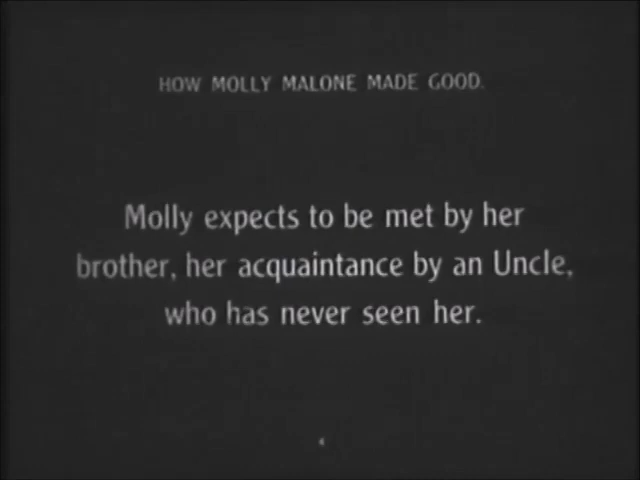 HOW MOLLY MALONE MADE GOOD.
Molly expects to be met by her
brother, her acquaintance by an Uncle,
who has never seen her.